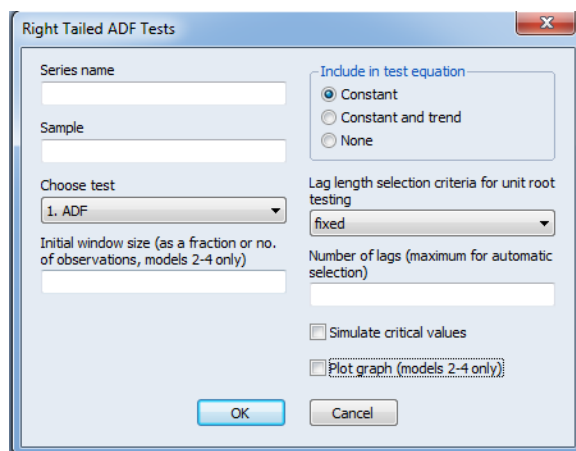 Right Tailed ADF Tests
Series name
Sample
Choose test
1. ADF
Initial window size (as a fraction or no.
of observations, models 2-4 only)
Include in test equation
Constant
Constant and trend
None
Lag length selection criteria for unit root
testing
fixed
Number of lags (maximum for automatic
selection)
Simulate critical values
Plot graph (models 2-4 only)
OK
Cancel